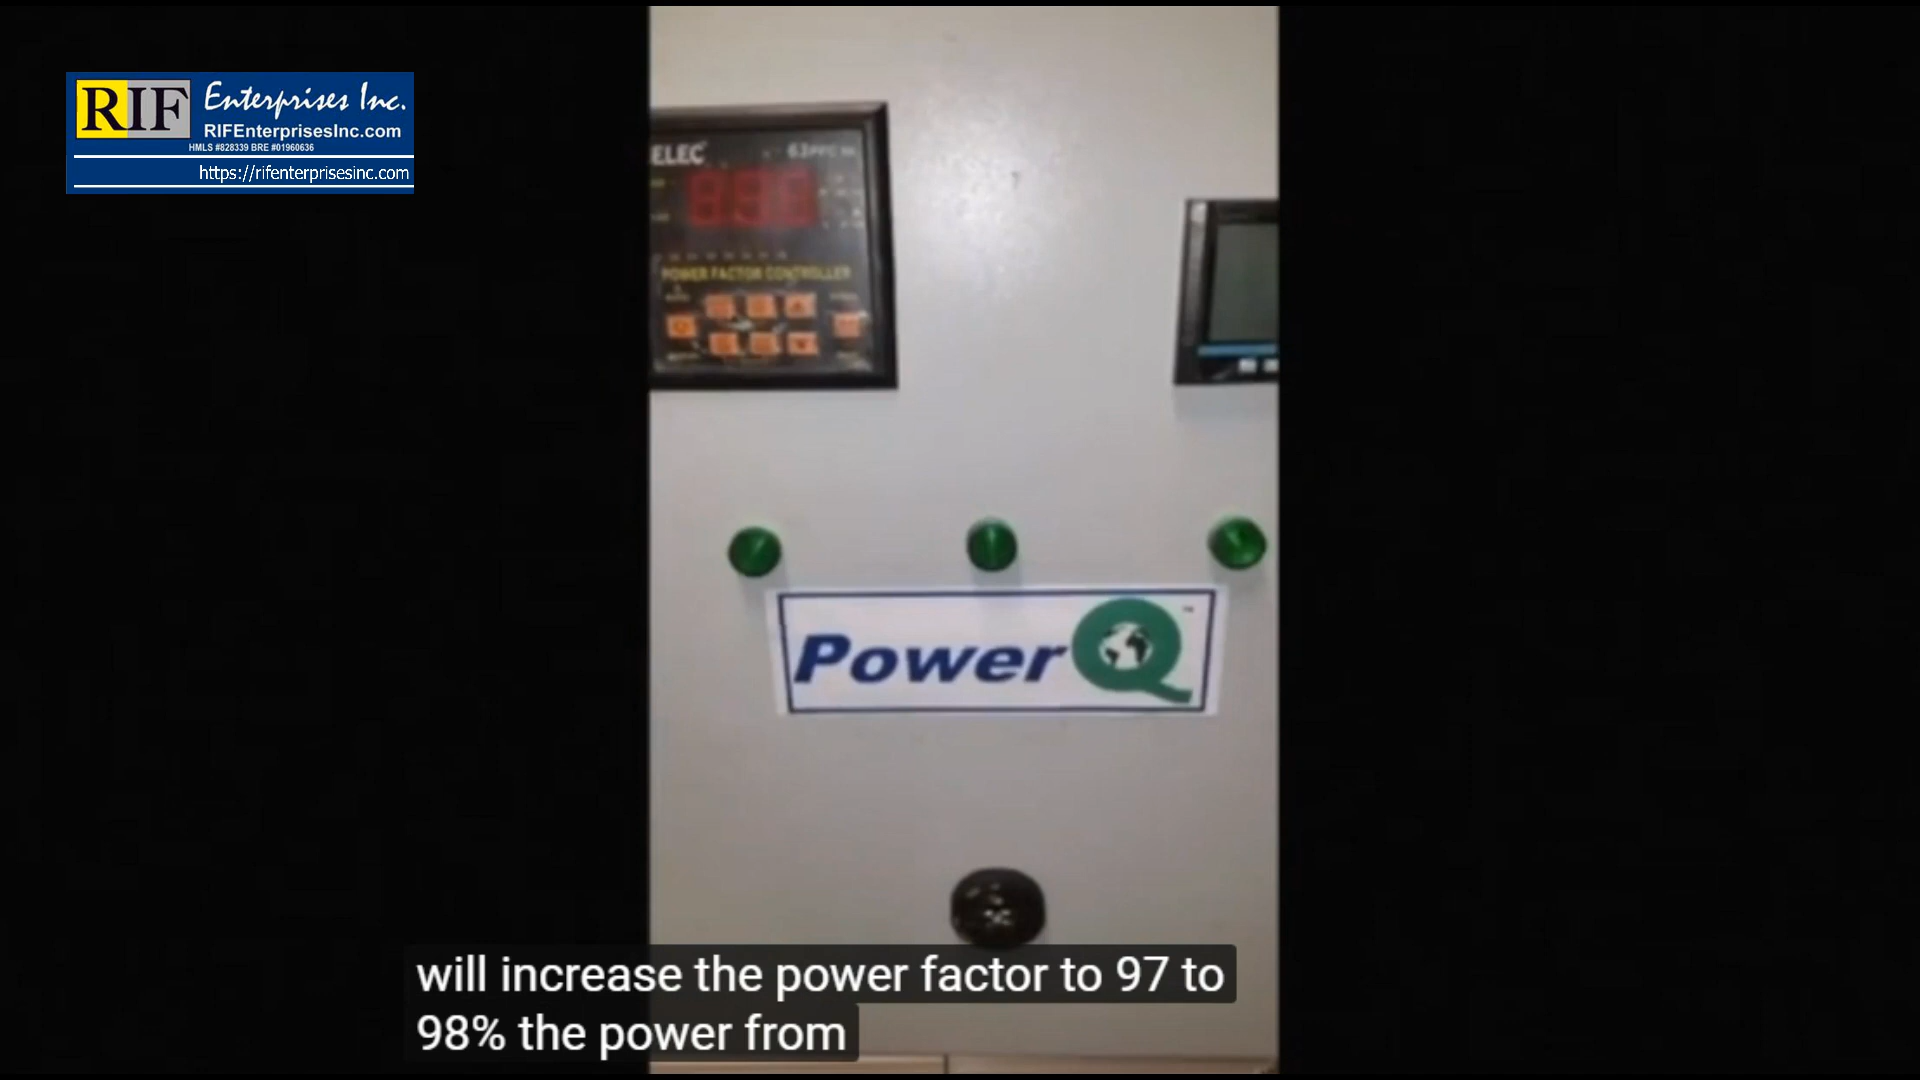 RIF Enterprises Inc.
RIFEnterprisesInc.com
HMLS #828339 BRE #01960636
https://rifenterprisesinc.com
ELEC
POWER FACTOR CONTROLLER
PowerQ
will increase the power factor to 97 to
98% the power from